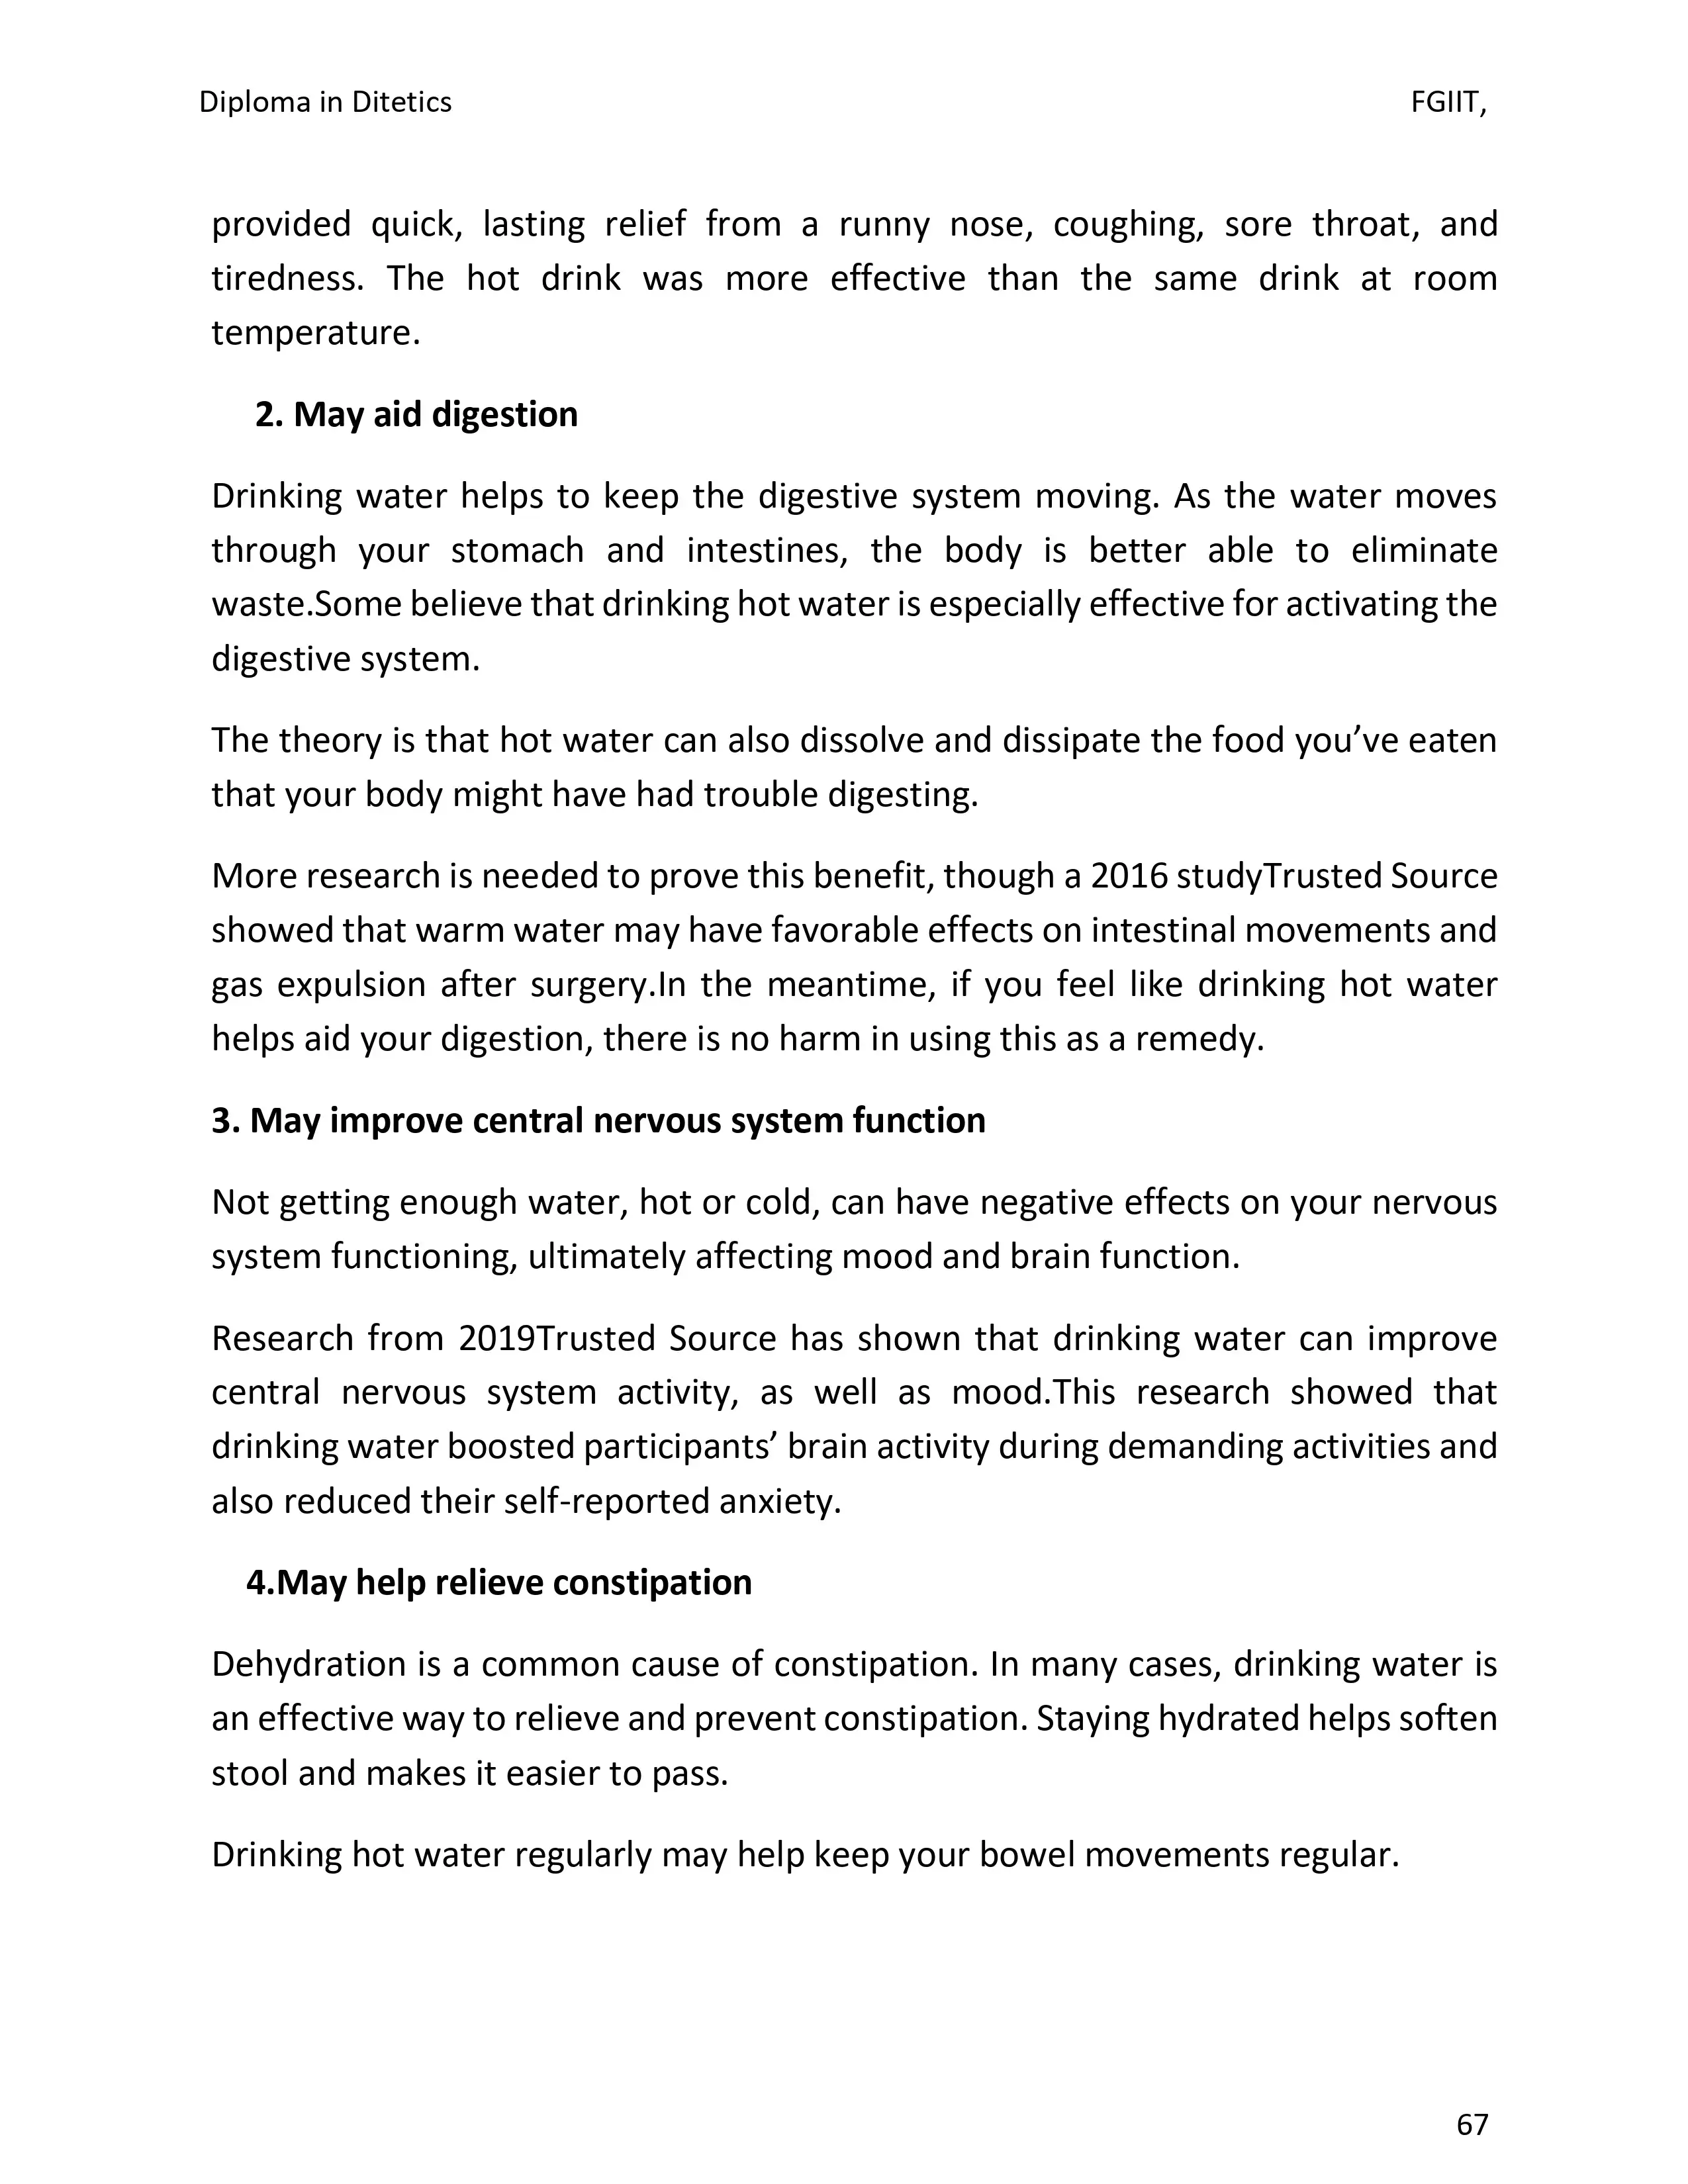 Diploma in Ditetics FGIIT,
provided quick, lasting relief from a runny nose, coughing, sore throat, and
tiredness. The hot drink was more effective than the same drink at room
temperature.
2. May aid digestion
Drinking water helps to keep the digestive system moving. As the water moves
through your stomach and intestines, the body is better able to eliminate
waste.Some believe that drinking hot water is especially effective for activating the
digestive system.
The theory is that hot water can also dissolve and dissipate the food you’ve eaten
that your body might have had trouble digesting.
More research is needed to prove this benefit, though a 2016 studyTrusted Source
showed that warm water may have favorable effects on intestinal movements and
gas expulsion after surgery.In the meantime, if you feel like drinking hot water
helps aid your digestion, there is no harm in using this as a remedy.
3. May improve central nervous system function
Not getting enough water, hot or cold, can have negative effects on your nervous
system functioning, ultimately affecting mood and brain function.
Research from 2019Trusted Source has shown that drinking water can improve
central nervous system activity, as well as mood.This research showed that
drinking water boosted participants’ brain activity during demanding activities and
also reduced their self-reported anxiety.
4.May help relieve constipation
Dehydration is a common cause of constipation. In many cases, drinking water is
an effective way to relieve and prevent constipation. Staying hydrated helps soften
stool and makes it easier to pass.
Drinking hot water regularly may help keep your bowel movements regular.
67